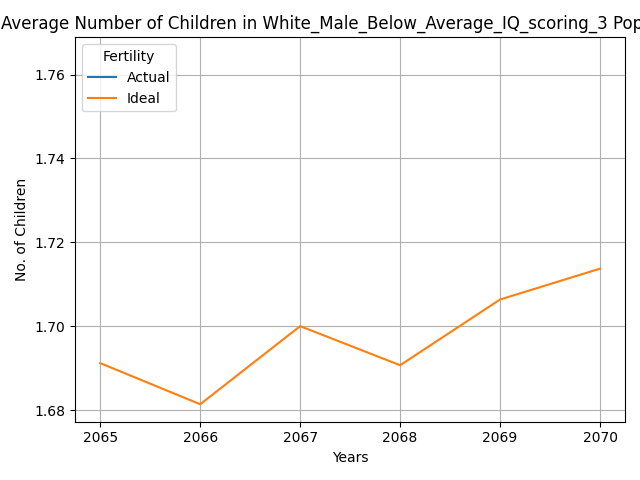 Average Number of Children in White_Male_Below_Average_IQ_scoring_3 Pop
Fertility
Actual
Ideal
1.76
1.74
1.72
1.70
1.68
No. of Children
2065 2066 2067 2068 2069 2070
Years